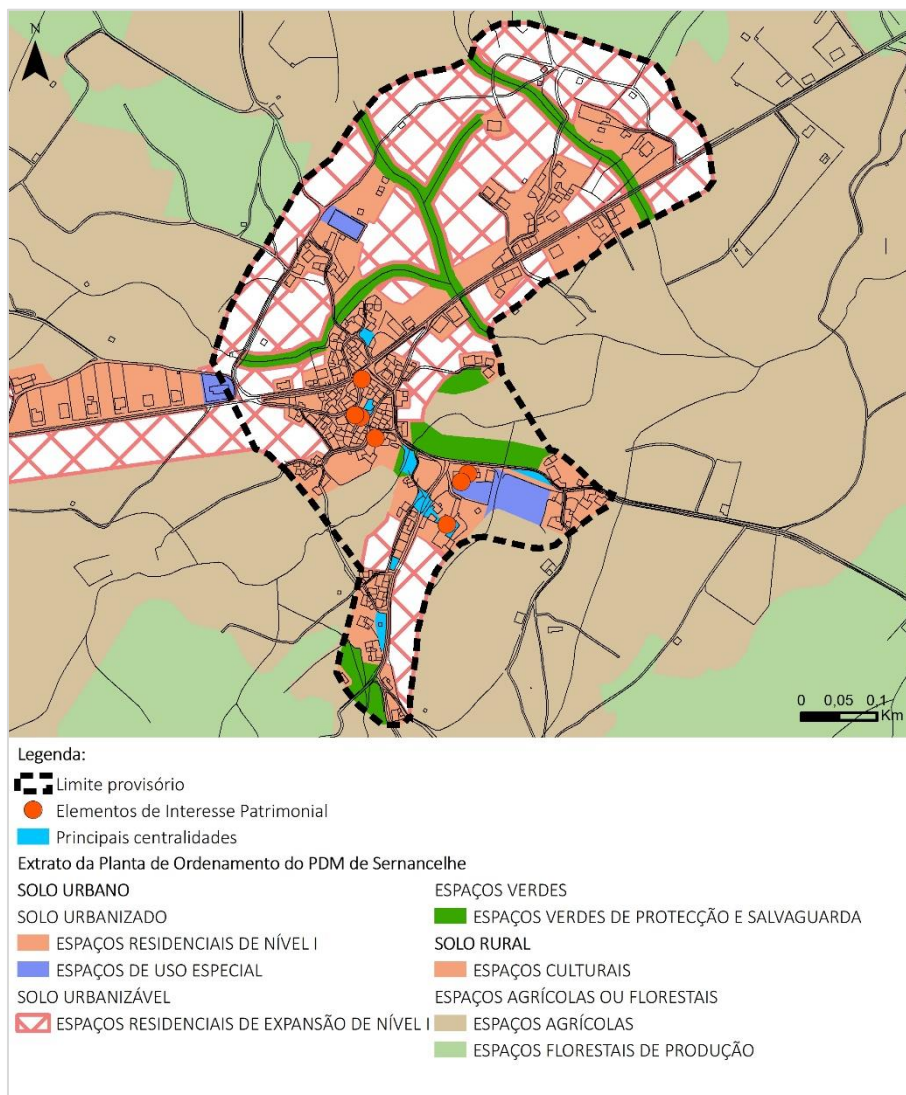 N
0 0,05 0,1
Km
Legenda:
Limite provisório
Elementos de Interesse Patrimonial
Principais centralidades
Extrato da Planta de Ordenamento do PDM de Sernancelhe
SOLO URBANO
SOLO URBANIZADO
ESPAÇOS RESIDENCIAIS DE NÍVEL I
ESPAÇOS DE USO ESPECIAL
SOLO URBANIZÁVEL
ESPAÇOS RESIDENCIAIS DE EXPANSÃO DE NÍVEL I
ESPAÇOS VERDES
ESPAÇOS VERDES DE PROTECÇÃO E SALVAGUARDA
SOLO RURAL
ESPAÇOS CULTURAIS
ESPAÇOS AGRÍCOLAS OU FLORESTAIS
ESPAÇOS AGRÍCOLAS
ESPAÇOS FLORESTAIS DE PRODUÇÃO